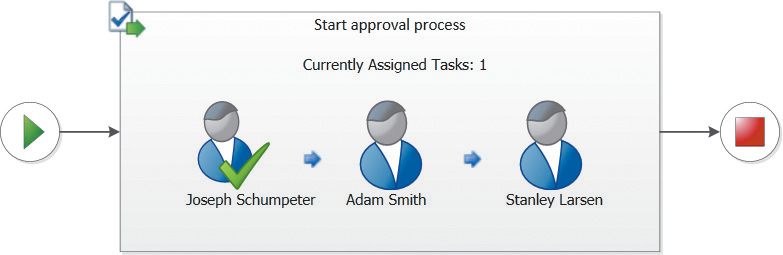 Start approval process
Currently Assigned Tasks: 1
Joseph Schumpeter Adam Smith Stanley Larsen